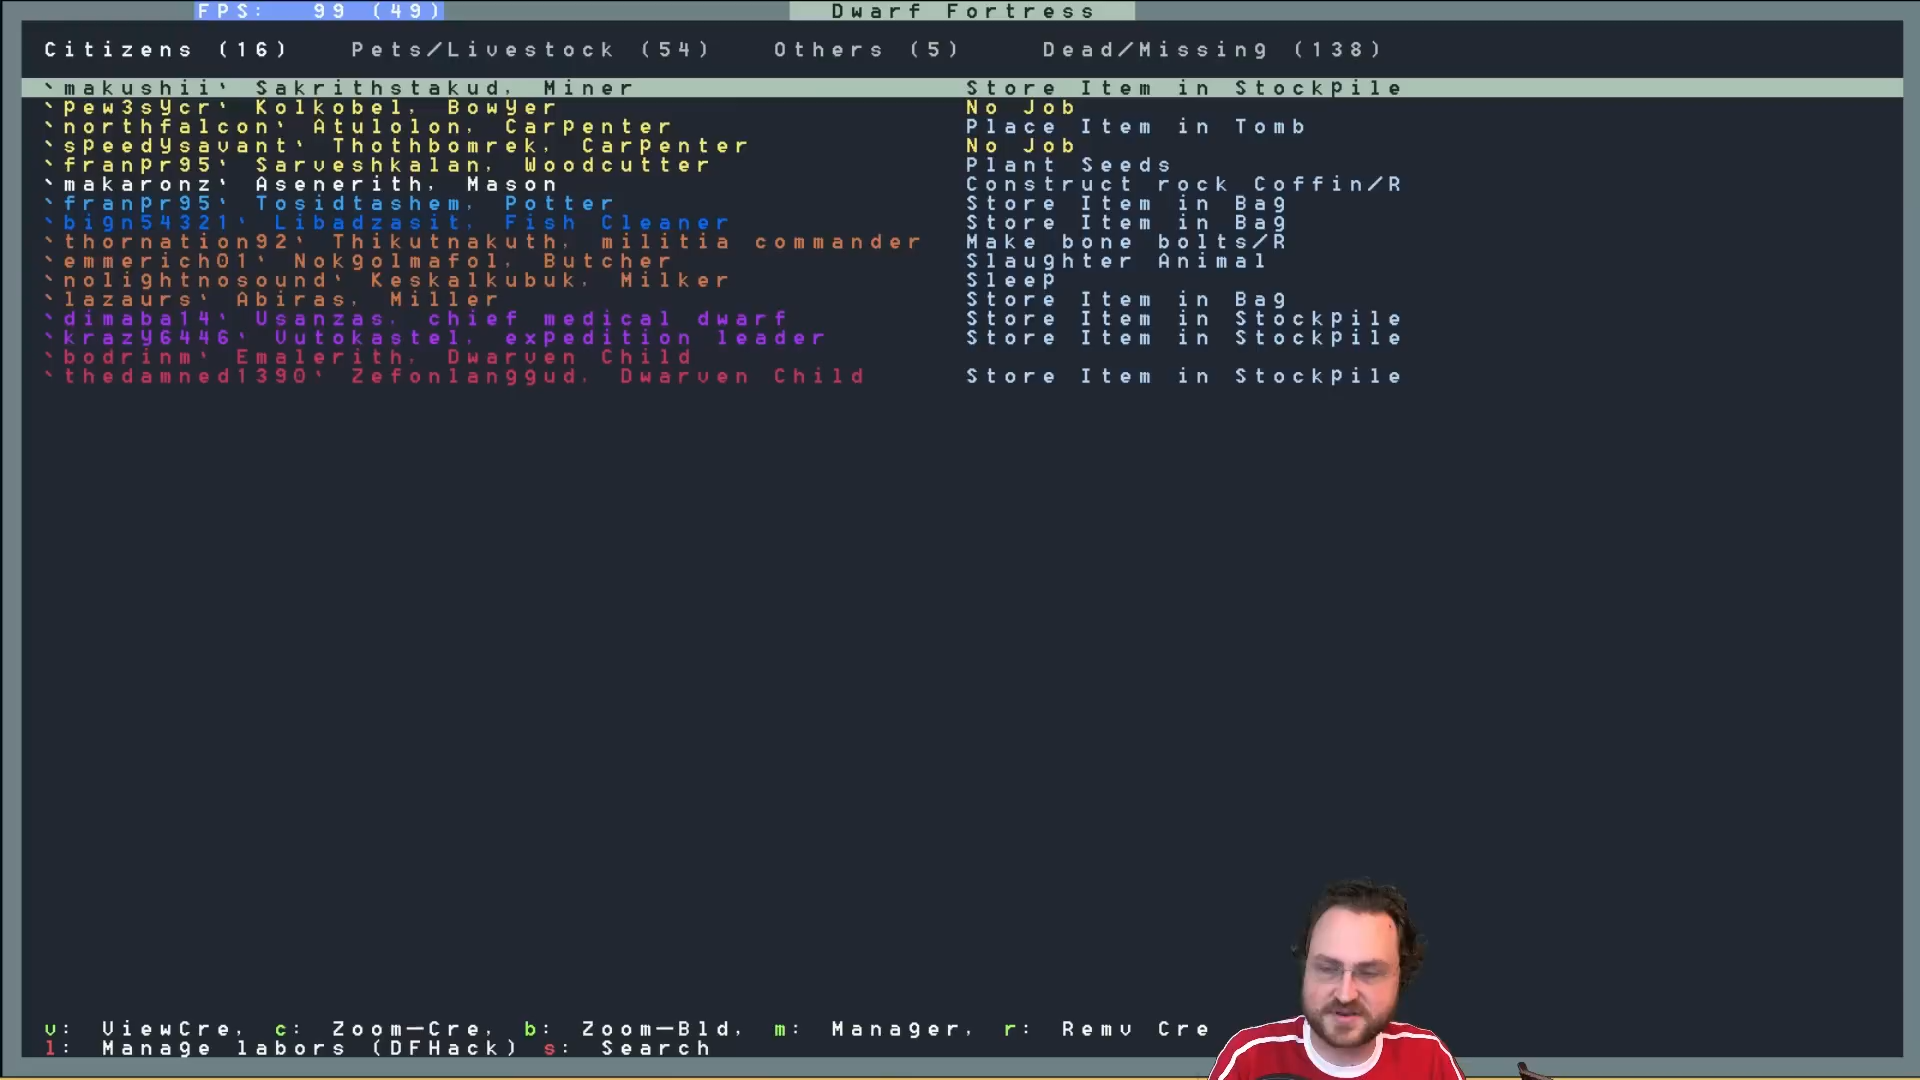 FPS: 99 (49) Dwarf Fortress
Citizens (16) Pets/Livestock (54) Others (5) Dead/Missing (138)
`makushii' Sakrithstakud, Miner Store Item in Stockpile
`pew3sycr' Kolkobel, Bowyer No Job
`northfalcon' Atulolon, Carpenter Place Item in Tomb
`speedysavant' Thothbomrek, Carpenter No Job
`franpr95' Sarveshkalan, Woodcutter Plant Seeds
`makaronz' Asenerith, Mason Construct rock Coffin/R
`franpr95' Tosidtashem, Potter Store Item in Bag
`bign54321' Libadzasit, Fish Cleaner Store Item in Bag
`thornation92' Thikutnakuth, militia commander Make bone bolts/R
`emmerich01' Nokgolmafol, Butcher Slaughter Animal
`nolightnosound' Keskalkubuk, Milker Sleep
`lazaurs' Abiras, Miller Store Item in Bag
`dimaba14' Usanzas, chief medical dwarf Store Item in Stockpile
`krazy6446' Vutokastel, expedition leader Store Item in Stockpile
`bodrinm' Emalerith, Dwarven Child
`thedamned1390' Zefonlanggud, Dwarven Child Store Item in Stockpile
v: ViewCre, c: Zoom-Cre, b: Zoom-Bld, m: Manager, r: Remv Cre
l: Manage labors (DFHack) s: Search